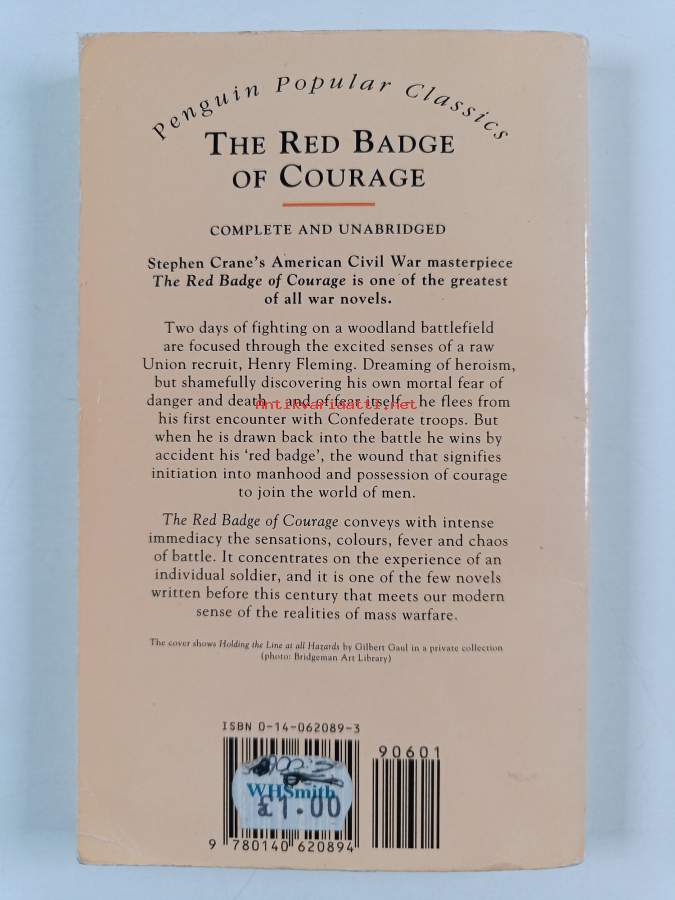 Penguin Popular Classics
THE RED BADGE
OF COURAGE
COMPLETE AND UNABRIDGED
Stephen Crane's American Civil War masterpiece
The Red Badge of Courage is one of the greatest
of all war novels.
Two days of fighting on a woodland battlefield
are focused through the excited senses of a raw
Union recruit, Henry Fleming. Dreaming of heroism,
but shamefully discovering his own mortal fear of
danger and death – and of fear itself – he flees from
Antikvariaatti.net
his first encounter with Confederate troops. But
when he is drawn back into the battle he wins by
accident his 'red badge', the wound that signifies
initiation into manhood and possession of courage
to join the world of men.
The Red Badge of Courage conveys with intense
immediacy the sensations, colours, fever and chaos
of battle. It concentrates on the experience of an
individual soldier, and it is one of the few novels
written before this century that meets our modern
sense of the realities of mass warfare.
The cover shows Holding the Line at all Hazards by Gilbert Gaul in a private collection
(photo: Bridgeman Art Library)
ISBN 0-14-062089-3
90601
WHSmith
£1.00
9 780140 620894